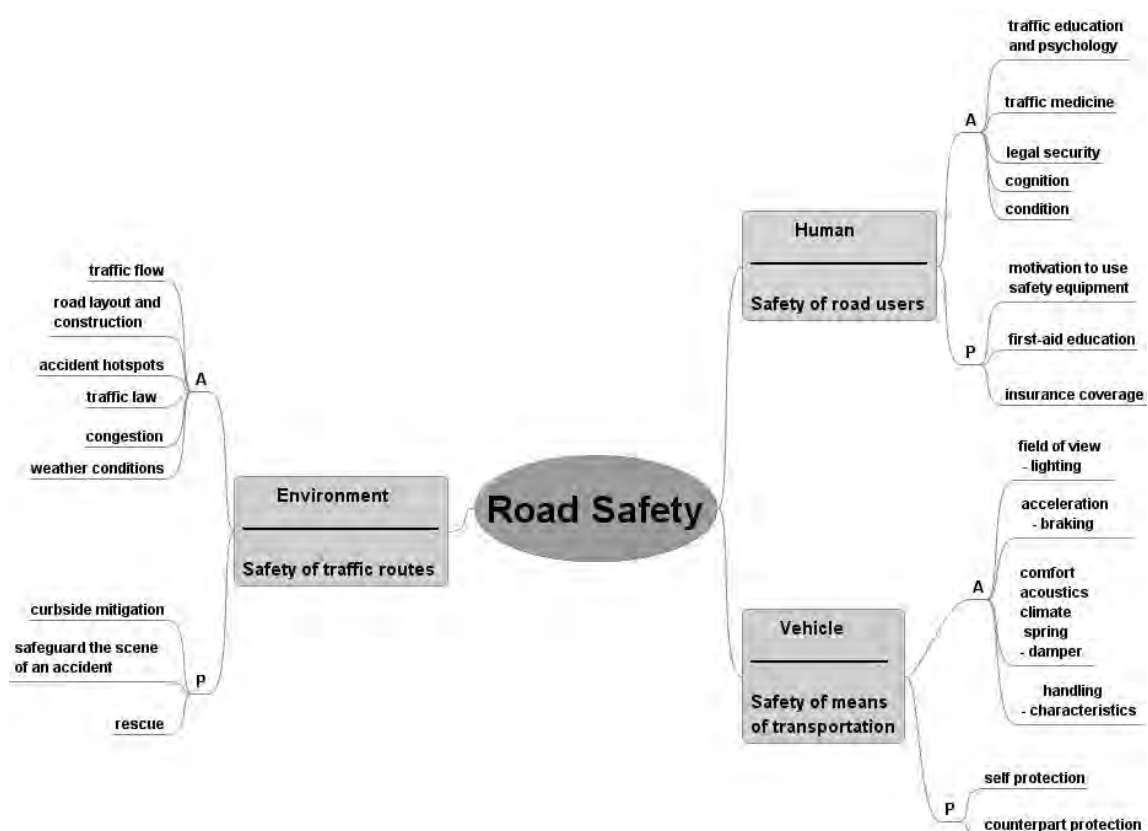 Road Safety
Human
Safety of road users
A
traffic education
and psychology
traffic medicine
legal security
cognition
condition
P
motivation to use
safety equipment
first-aid education
insurance coverage
Vehicle
Safety of means
of transportation
A
field of view
- lighting
acceleration
- braking
comfort
acoustics
climate
spring
- damper
handling
- characteristics
P
self protection
counterpart protection
Environment
Safety of traffic routes
A
traffic flow
road layout and
construction
accident hotspots
traffic law
congestion
weather conditions
P
curbside mitigation
safeguard the scene
of an accident
rescue